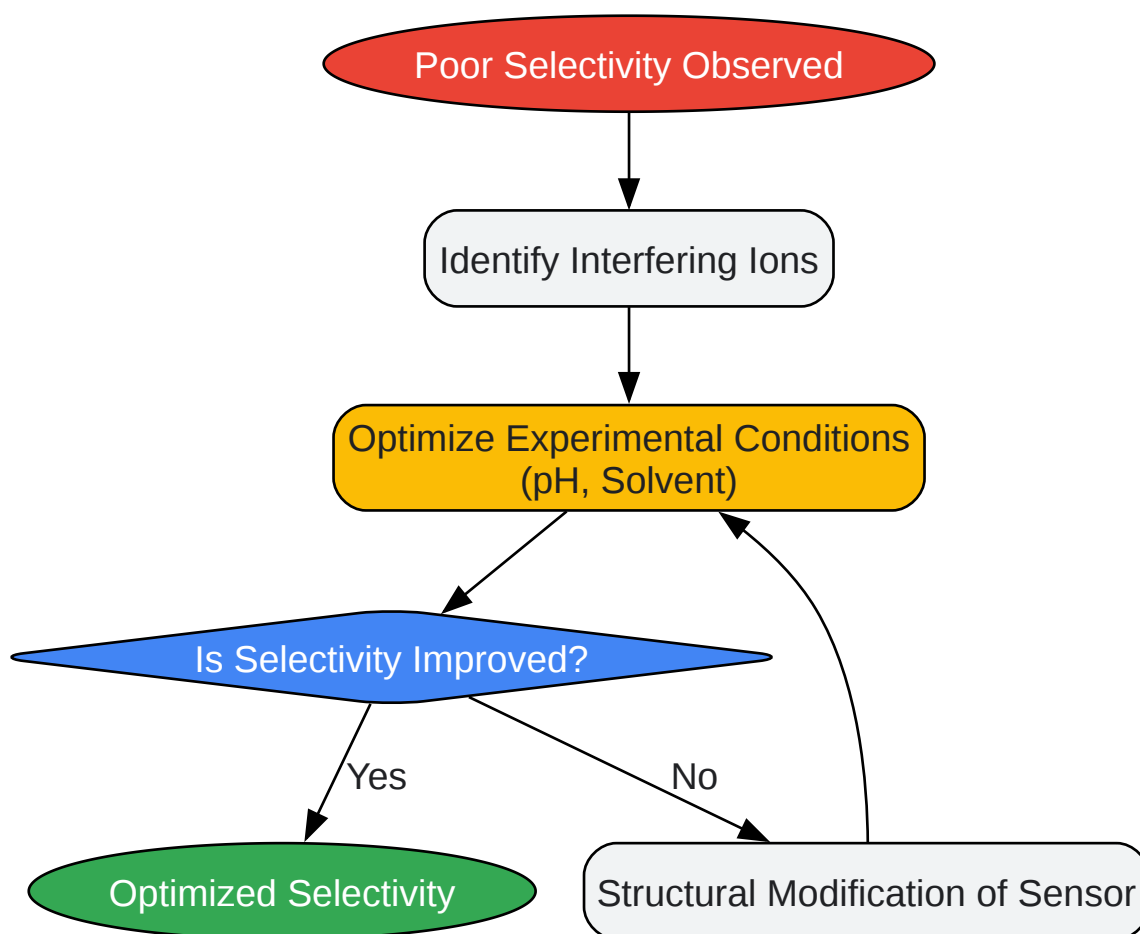 Poor Selectivity Observed
Identify Interfering Ions
Optimize Experimental Conditions
(pH, Solvent)
Is Selectivity Improved?
Yes
No
Optimized Selectivity
Structural Modification of Sensor